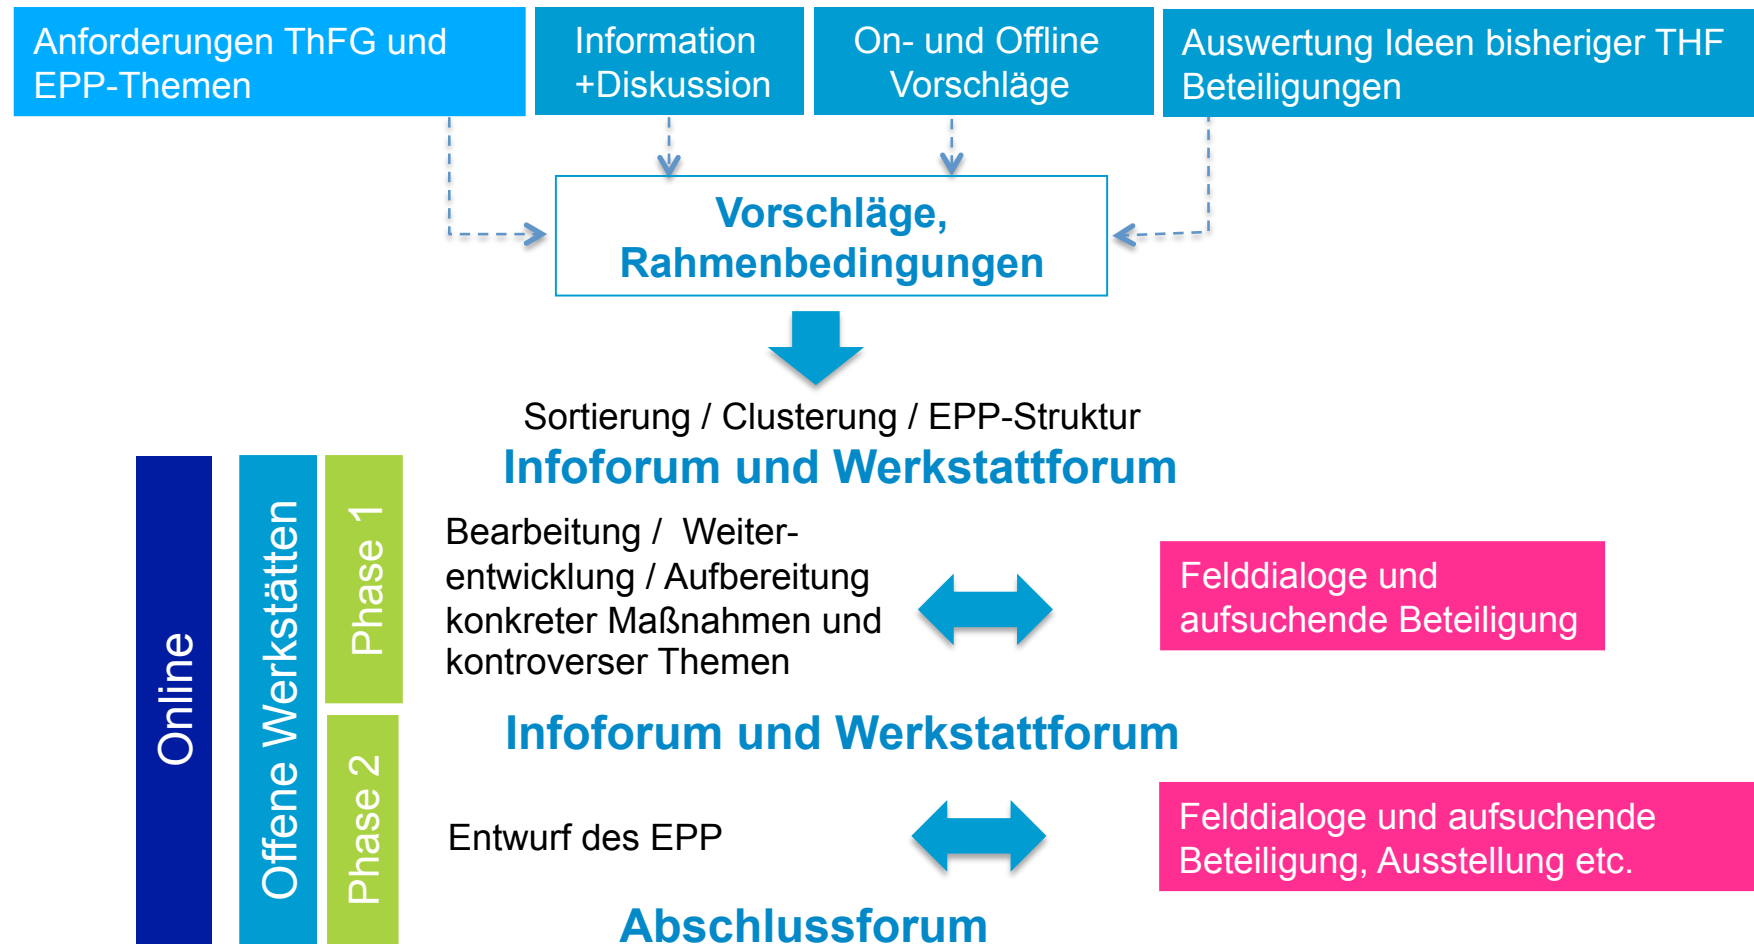 Anforderungen ThFG und
EPP-Themen
Information
+Diskussion
On- und Offline
Vorschläge
Auswertung Ideen bisheriger THF
Beteiligungen
Vorschläge,
Rahmenbedingungen
Sortierung / Clusterung / EPP-Struktur
Infoforum und Werkstattforum
Online
Offene Werkstätten
Phase 1
Bearbeitung / Weiter-
entwicklung / Aufbereitung
konkreter Maßnahmen und
kontroverser Themen
Felddialoge und
aufsuchende Beteiligung
Infoforum und Werkstattforum
Phase 2
Entwurf des EPP
Felddialoge und aufsuchende
Beteiligung, Ausstellung etc.
Abschlussforum